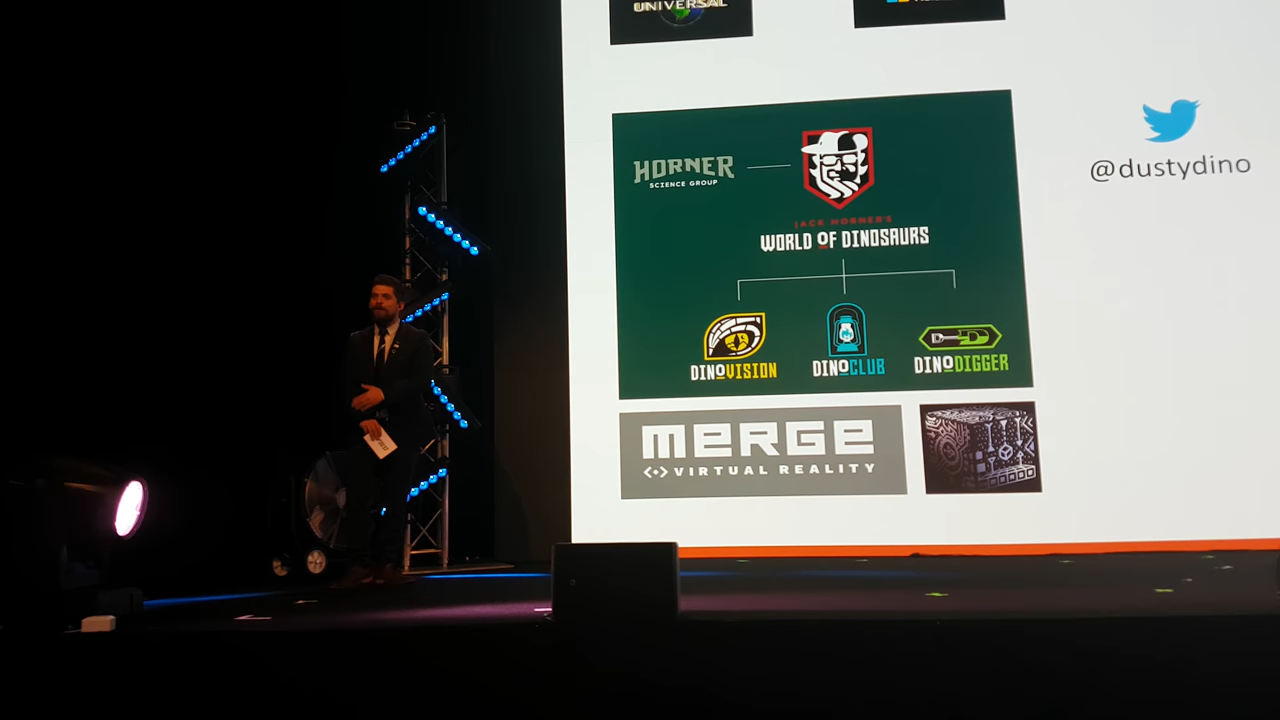 UNIVERSAL
@dustydino
HORNER
SCIENCE GROUP
JACK HORNER'S
WORLD OF DINOSAURS
DINOVISION
DINOCLUB
DINODIGGER
MERGE
VIRTUAL REALITY